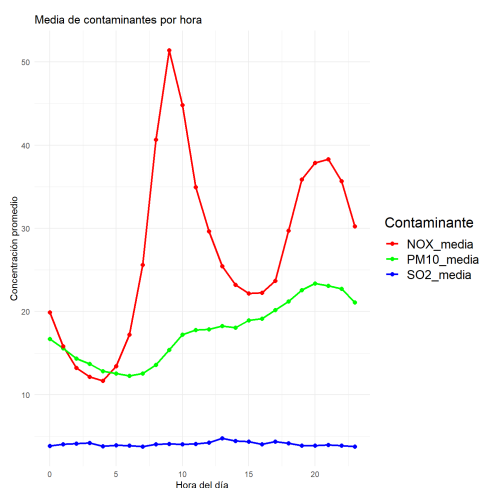 Media de contaminantes por hora
50
40
30
20
10
Concentración promedio
0
5
10
15
20
Hora del día
Contaminante
NOX_media
PM10_media
SO2_media